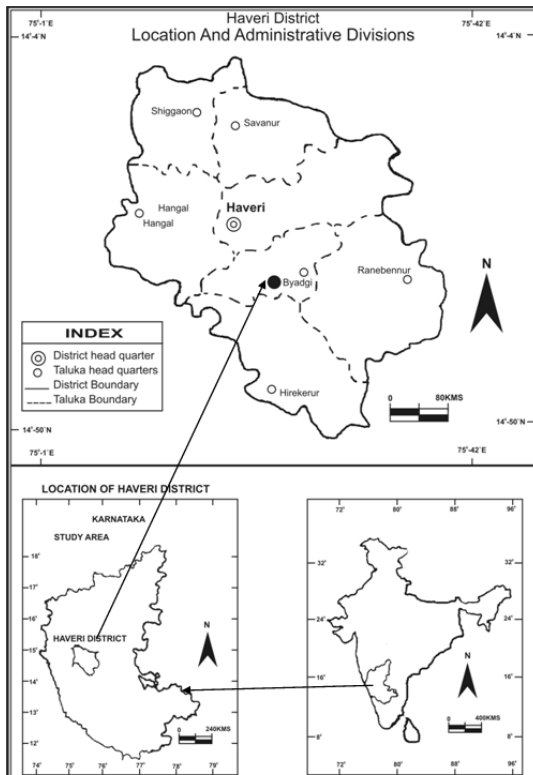 Haveri District
Location And Administrative Divisions
75°-1´E
75°-42´E
14°-4´N
14°-4´N
Shiggaon
Savanur
Hangal
Hangal
Haveri
Byadgi
Ranebennur
N
Hirekerur
INDEX
District head quarter
Taluka head quarters
District Boundary
Taluka Boundary
0 80KMS
14°-50´N
14°-50´N
75°-1´E
75°-42´E
LOCATION OF HAVERI DISTRICT
KARNATAKA
STUDY AREA
18°
17°
16°
15°
14°
13°
12°
HAVERI DISTRICT
N
0 240KMS
74° 75° 76° 77° 78° 79°
72° 80° 88° 96°
32°
24°
16°
8°
32°
24°
16°
8°
N
0 400KMS
72° 80° 88° 96°